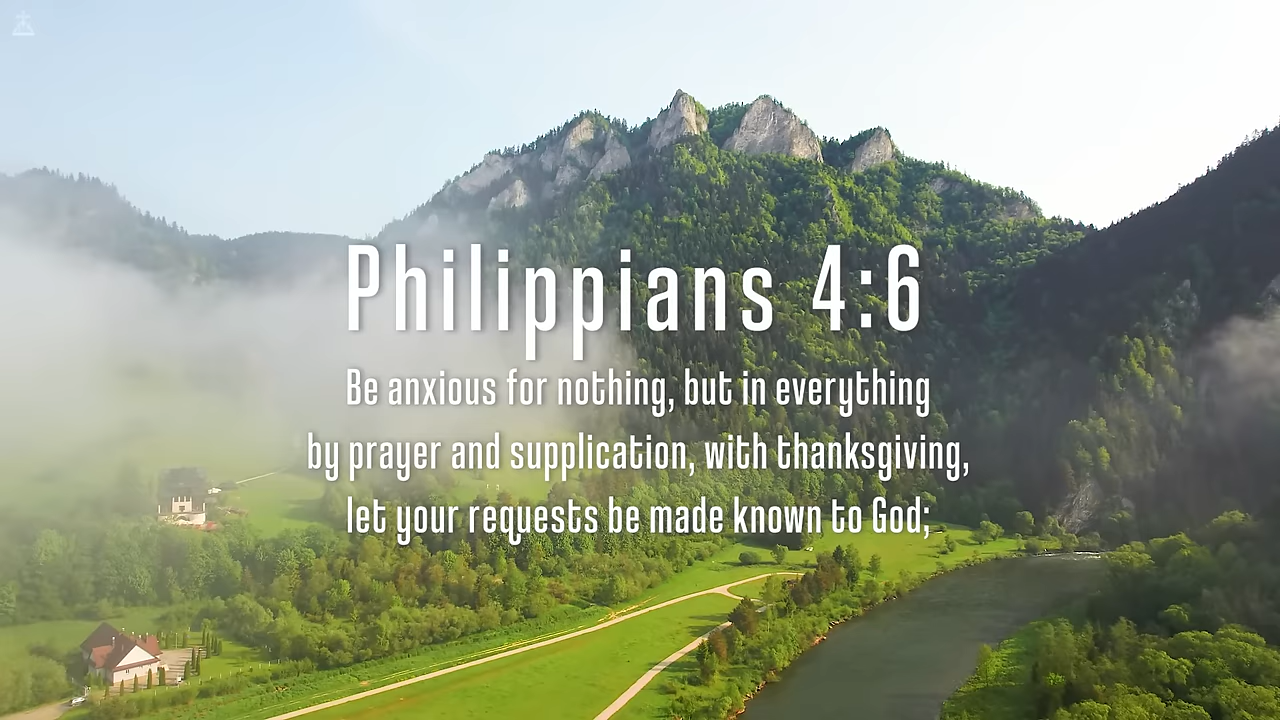 Philippians 4:6
Be anxious for nothing, but in everything
by prayer and supplication, with thanksgiving,
let your requests be made known to God;